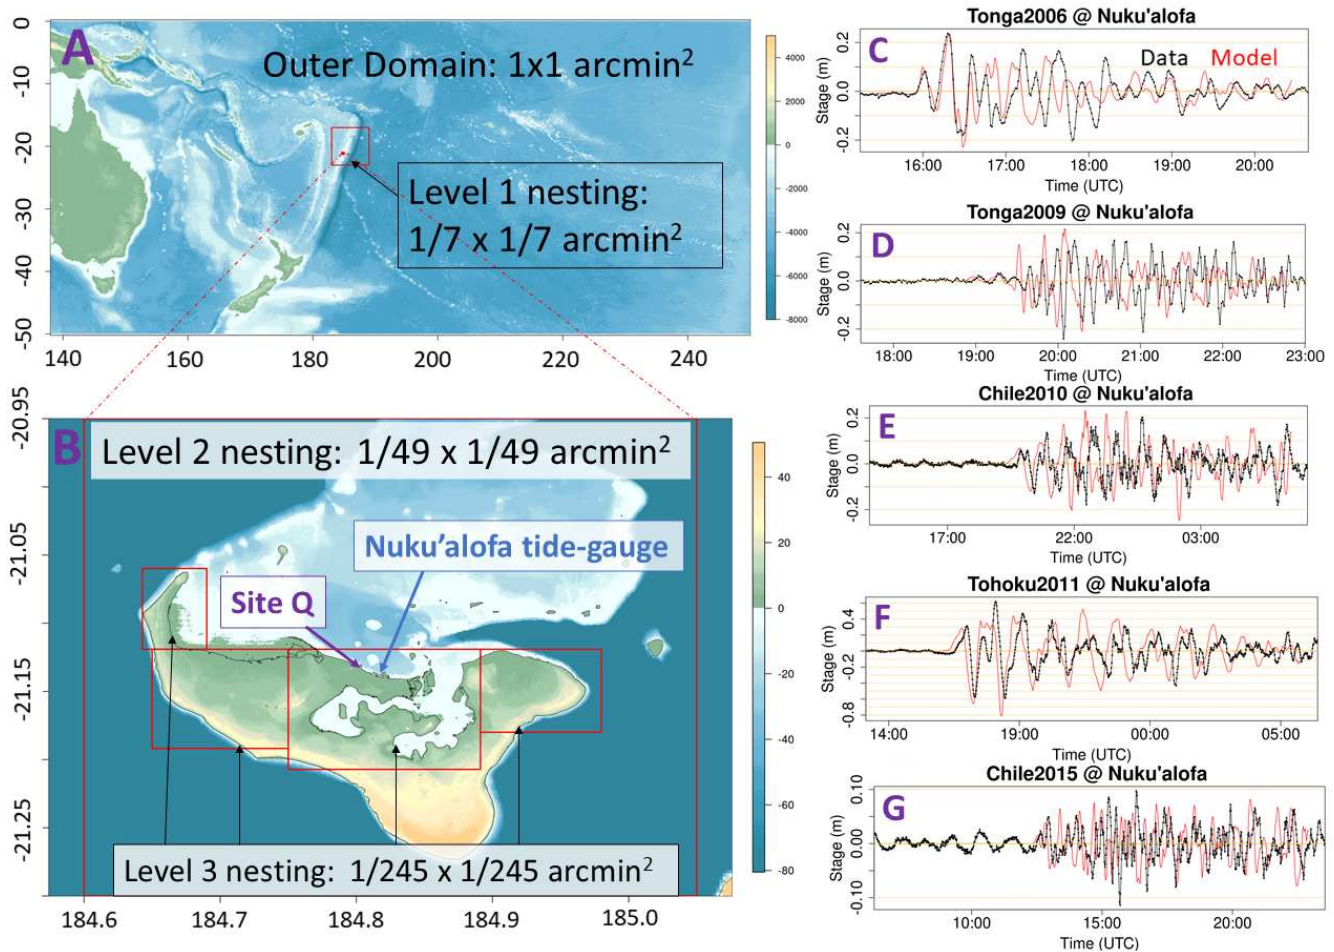 A
Outer Domain: 1x1 arcmin²
Level 1 nesting:
1/7 x 1/7 arcmin²
0
-10
-20
-30
-40
-50
140
160
180
200
220
240
4000
2000
0
-2000
-4000
-6000
-8000
B
Level 2 nesting: 1/49 x 1/49 arcmin²
Nuku'alofa tide-gauge
Site Q
Level 3 nesting: 1/245 x 1/245 arcmin²
-20.95
-21.05
-21.15
-21.25
184.6
184.7
184.8
184.9
185.0
40
20
0
-20
-40
-60
-80
Tonga2006 @ Nuku'alofa
C
Data
Model
Stage (m)
0.2
0.0
-0.2
16:00
17:00
18:00
19:00
20:00
Time (UTC)
Tonga2009 @ Nuku'alofa
D
Stage (m)
0.2
0.0
-0.2
18:00
19:00
20:00
21:00
22:00
23:00
Time (UTC)
Chile2010 @ Nuku'alofa
E
Stage (m)
0.2
0.0
-0.2
17:00
22:00
03:00
Time (UTC)
Tohoku2011 @ Nuku'alofa
F
Stage (m)
0.4
-0.2
-0.8
14:00
19:00
00:00
05:00
Time (UTC)
Chile2015 @ Nuku'alofa
G
Stage (m)
0.10
0.00
-0.10
10:00
15:00
20:00
Time (UTC)